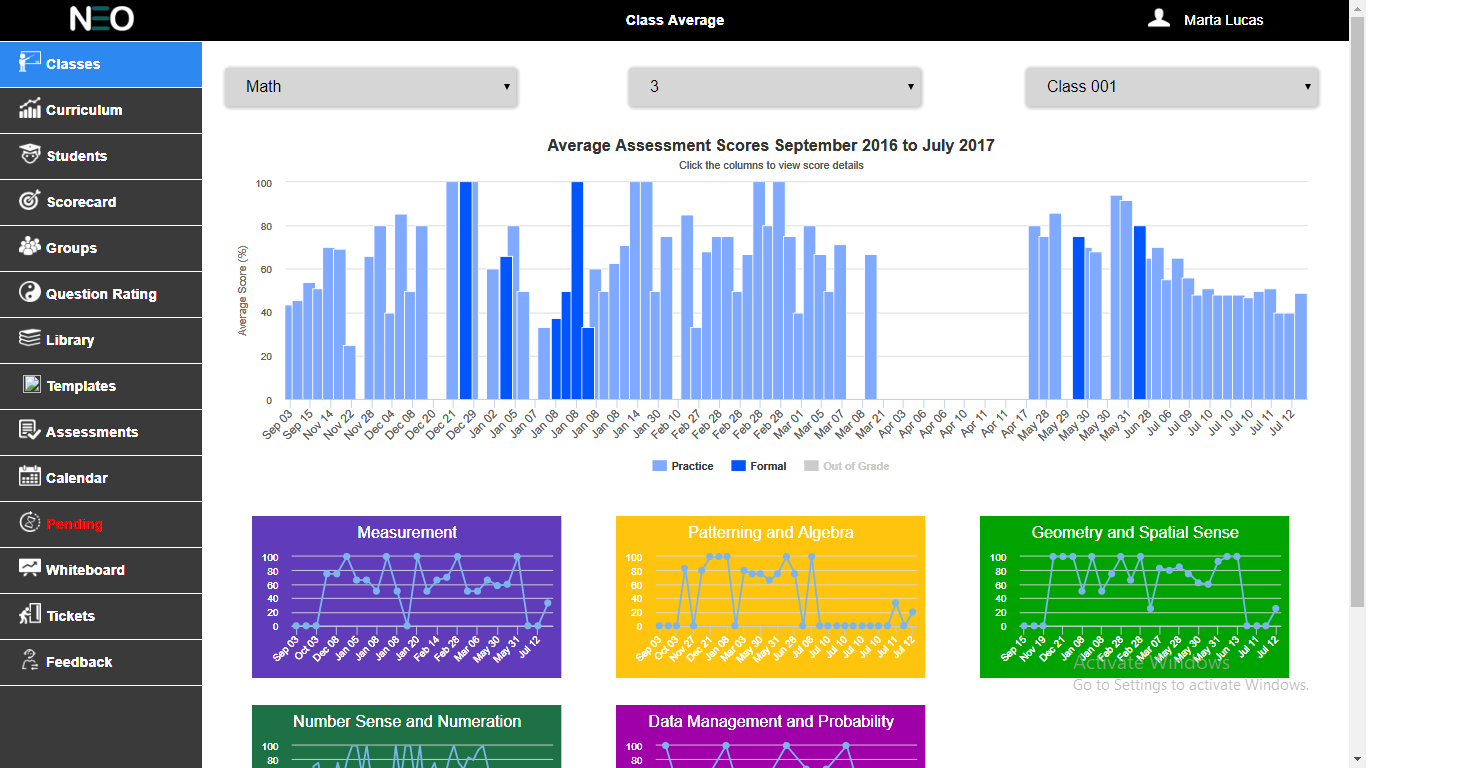 NEO
Class Average
Marta Lucas
Classes
Curriculum
Students
Scorecard
Groups
Question Rating
Library
Templates
Assessments
Calendar
Pending
Whiteboard
Tickets
Feedback
Math
3
Class 001
Average Assessment Scores September 2016 to July 2017
Click the columns to view score details
Average Score (%)
100
80
60
40
20
0
Sep 03 Sep 15 Nov 14 Nov 22 Nov 28 Dec 04 Dec 08 Dec 20 Dec 21 Dec 29 Jan 02 Jan 05 Jan 07 Jan 08 Jan 08 Jan 08 Jan 08 Jan 14 Jan 30 Feb 10 Feb 27 Feb 28 Feb 28 Feb 28 Feb 28 Mar 01 Mar 05 Mar 07 Mar 08 Mar 21 Apr 03 Apr 06 Apr 06 Apr 10 Apr 11 Apr 11 Apr 17 May 28 May 29 May 30 May 30 May 31 Jun 28 Jul 06 Jul 09 Jul 10 Jul 10 Jul 10 Jul 11 Jul 12
Practice Formal Out of Grade
Measurement
100
80
60
40
20
0
Sep 03 Oct 03 Dec 08 Jan 05 Jan 08 Jan 08 Jan 20 Feb 14 Feb 28 Mar 06 May 30 May 31 Jul 12
Patterning and Algebra
100
80
60
40
20
0
Sep 03 Oct 03 Nov 27 Dec 21 Jan 08 Mar 03 May 30 May 31 Jun 28 Jul 06 Jul 10 Jul 10 Jul 10 Jul 10 Jul 11 Jul 12
Geometry and Spatial Sense
100
80
60
40
20
0
Sep 15 Nov 19 Dec 21 Jan 08 Jan 08 Feb 28 Feb 28 Mar 07 May 28 May 30 May 31 Jun 13 Jul 11 Jul 12
Activate Windows
Go to Settings to activate Windows.
Number Sense and Numeration
100
80
Data Management and Probability
100
80